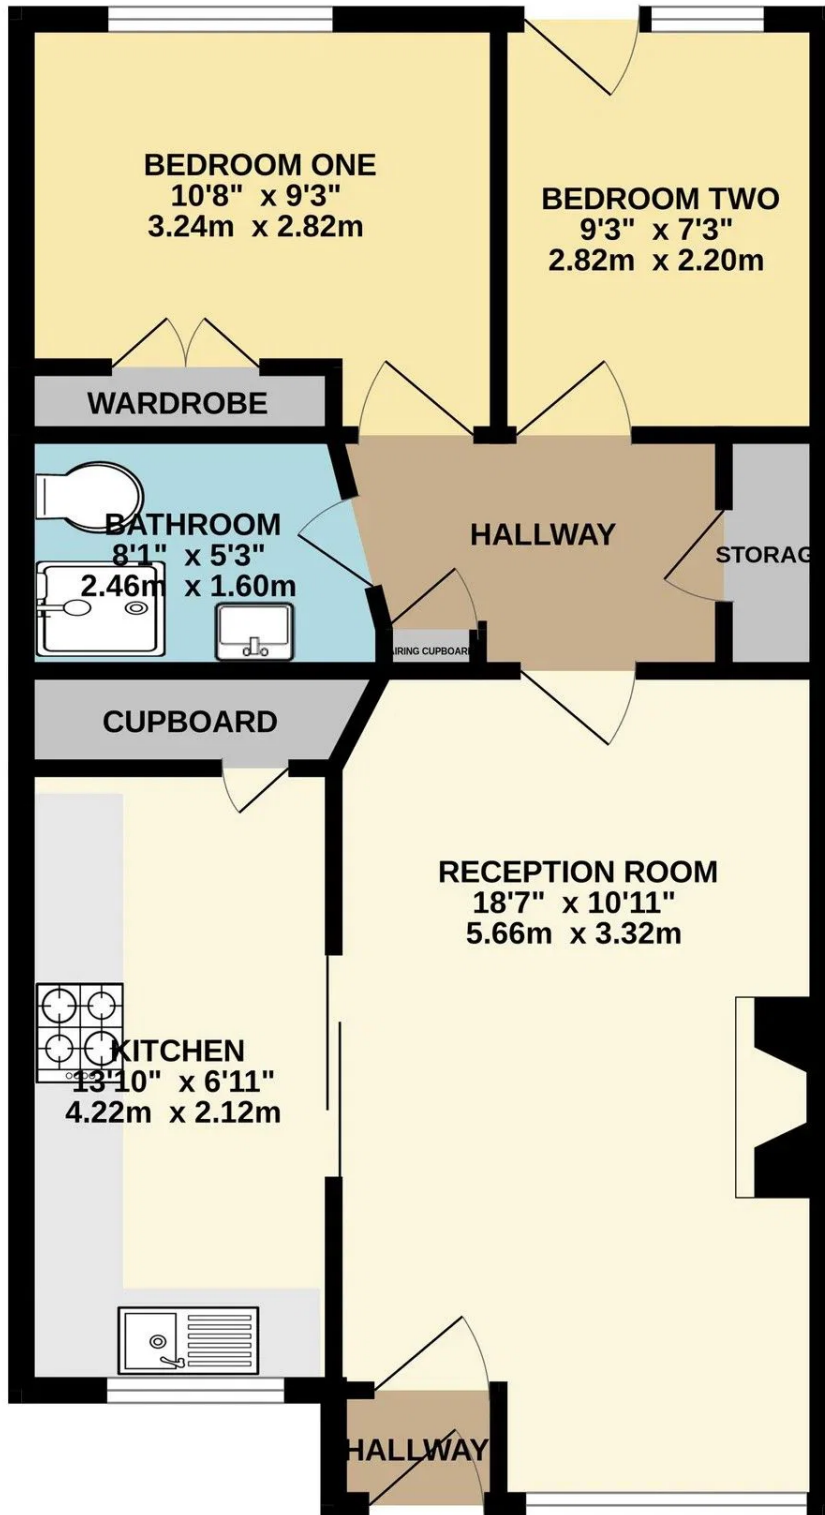 BEDROOM ONE
10'8" x 9'3"
3.24m x 2.82m
BEDROOM TWO
9'3" x 7'3"
2.82m x 2.20m
WARDROBE
BATHROOM
8'1" x 5'3"
2.46m x 1.60m
HALLWAY
STORAG
AIRING CUPBOARD
CUPBOARD
RECEPTION ROOM
18'7" x 10'11"
5.66m x 3.32m
KITCHEN
13'10" x 6'11"
4.22m x 2.12m
HALLWAY